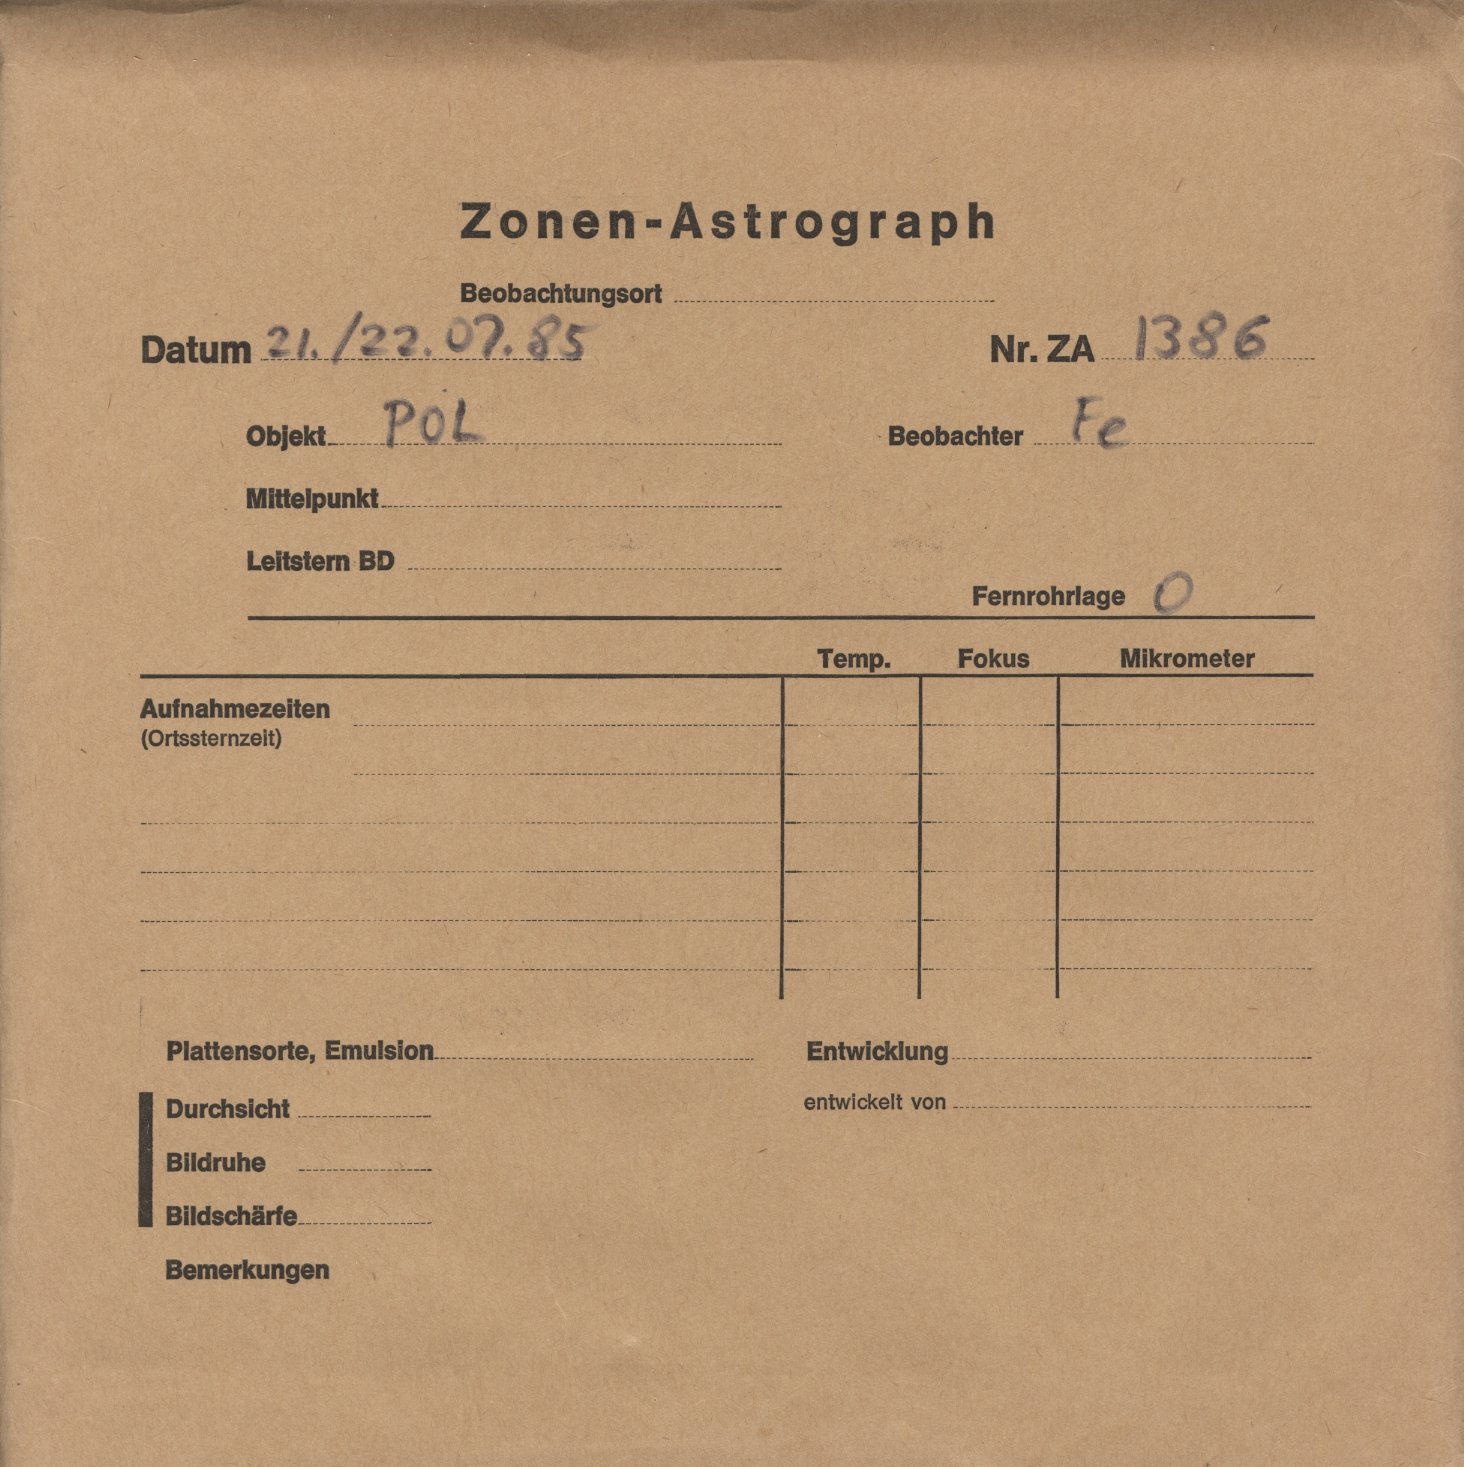 Zonen-Astrograph
Beobachtungsort
Datum 21./22.07.85 Nr. ZA 1386
Objekt POL Beobachter Fe
Mittelpunkt
Leitstern BD
Fernrohrlage O
Temp. Fokus Mikrometer
Aufnahmezeiten
(Ortssternzeit)
Plattensorte, Emulsion Entwicklung
Durchsicht entwickelt von
Bildruhe
Bildschärfe
Bemerkungen